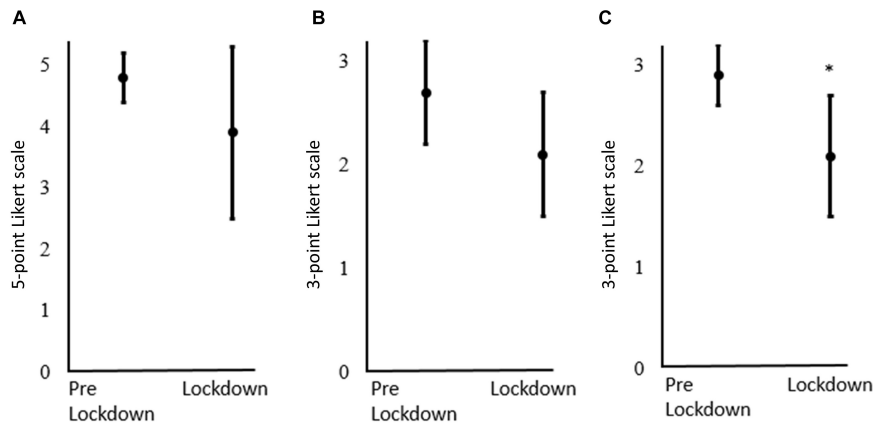 A
5-point Likert scale
5
4
3
2
1
0
Pre
Lockdown
Lockdown
B
3-point Likert scale
3
2
1
0
Pre
Lockdown
Lockdown
C
3-point Likert scale
3
2
1
0
*
Pre
Lockdown
Lockdown